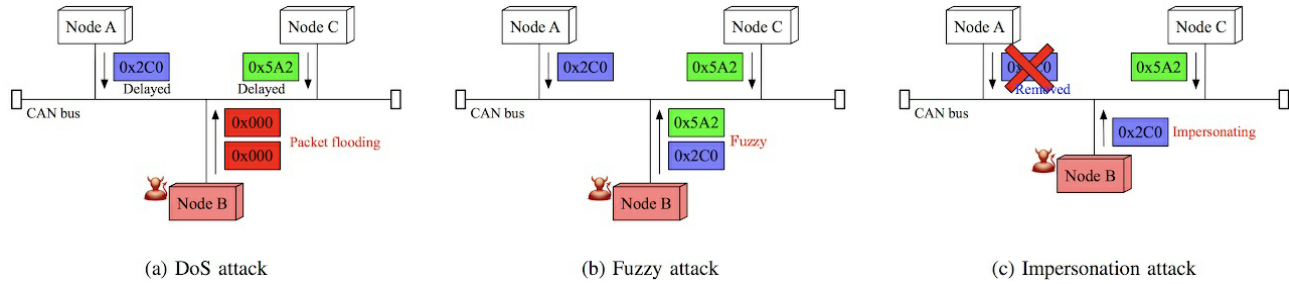 Node A
Node C
0x2C0
0x5A2
Delayed
Delayed
CAN bus
0x000
0x000
Packet flooding
Node B
(a) DoS attack
Node A
Node C
0x2C0
0x5A2
CAN bus
0x5A2
0x2C0
Fuzzy
Node B
(b) Fuzzy attack
Node A
Node C
0x5A2
Removed
CAN bus
0x2C0
Impersonating
Node B
(c) Impersonation attack